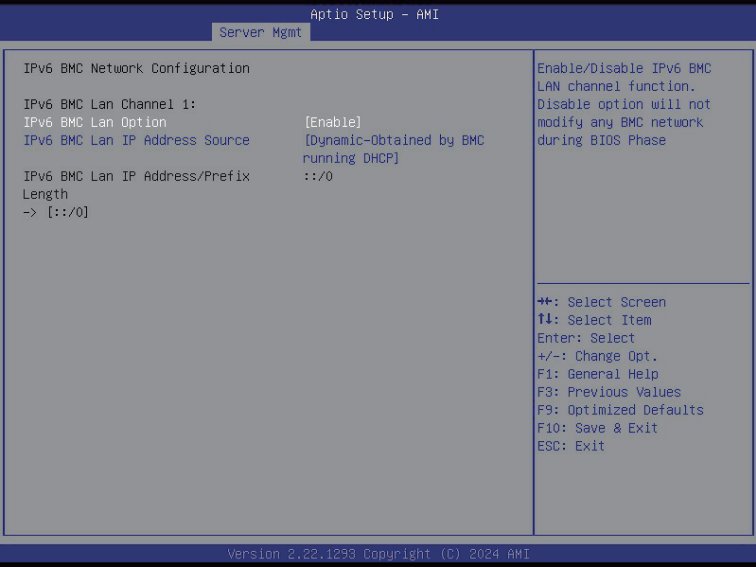 Aptio Setup – AMI
Server Mgmt
IPv6 BMC Network Configuration
IPv6 BMC Lan Channel 1:
IPv6 BMC Lan Option [Enable]
IPv6 BMC Lan IP Address Source [Dynamic-Obtained by BMC
running DHCP]
IPv6 BMC Lan IP Address/Prefix ::/0
Length
-> [::/0]
Enable/Disable IPv6 BMC
LAN channel function.
Disable option will not
modify any BMC network
during BIOS Phase
→←: Select Screen
↑↓: Select Item
Enter: Select
+/-: Change Opt.
F1: General Help
F3: Previous Values
F9: Optimized Defaults
F10: Save & Exit
ESC: Exit
Version 2.22.1293 Copyright (C) 2024 AMI